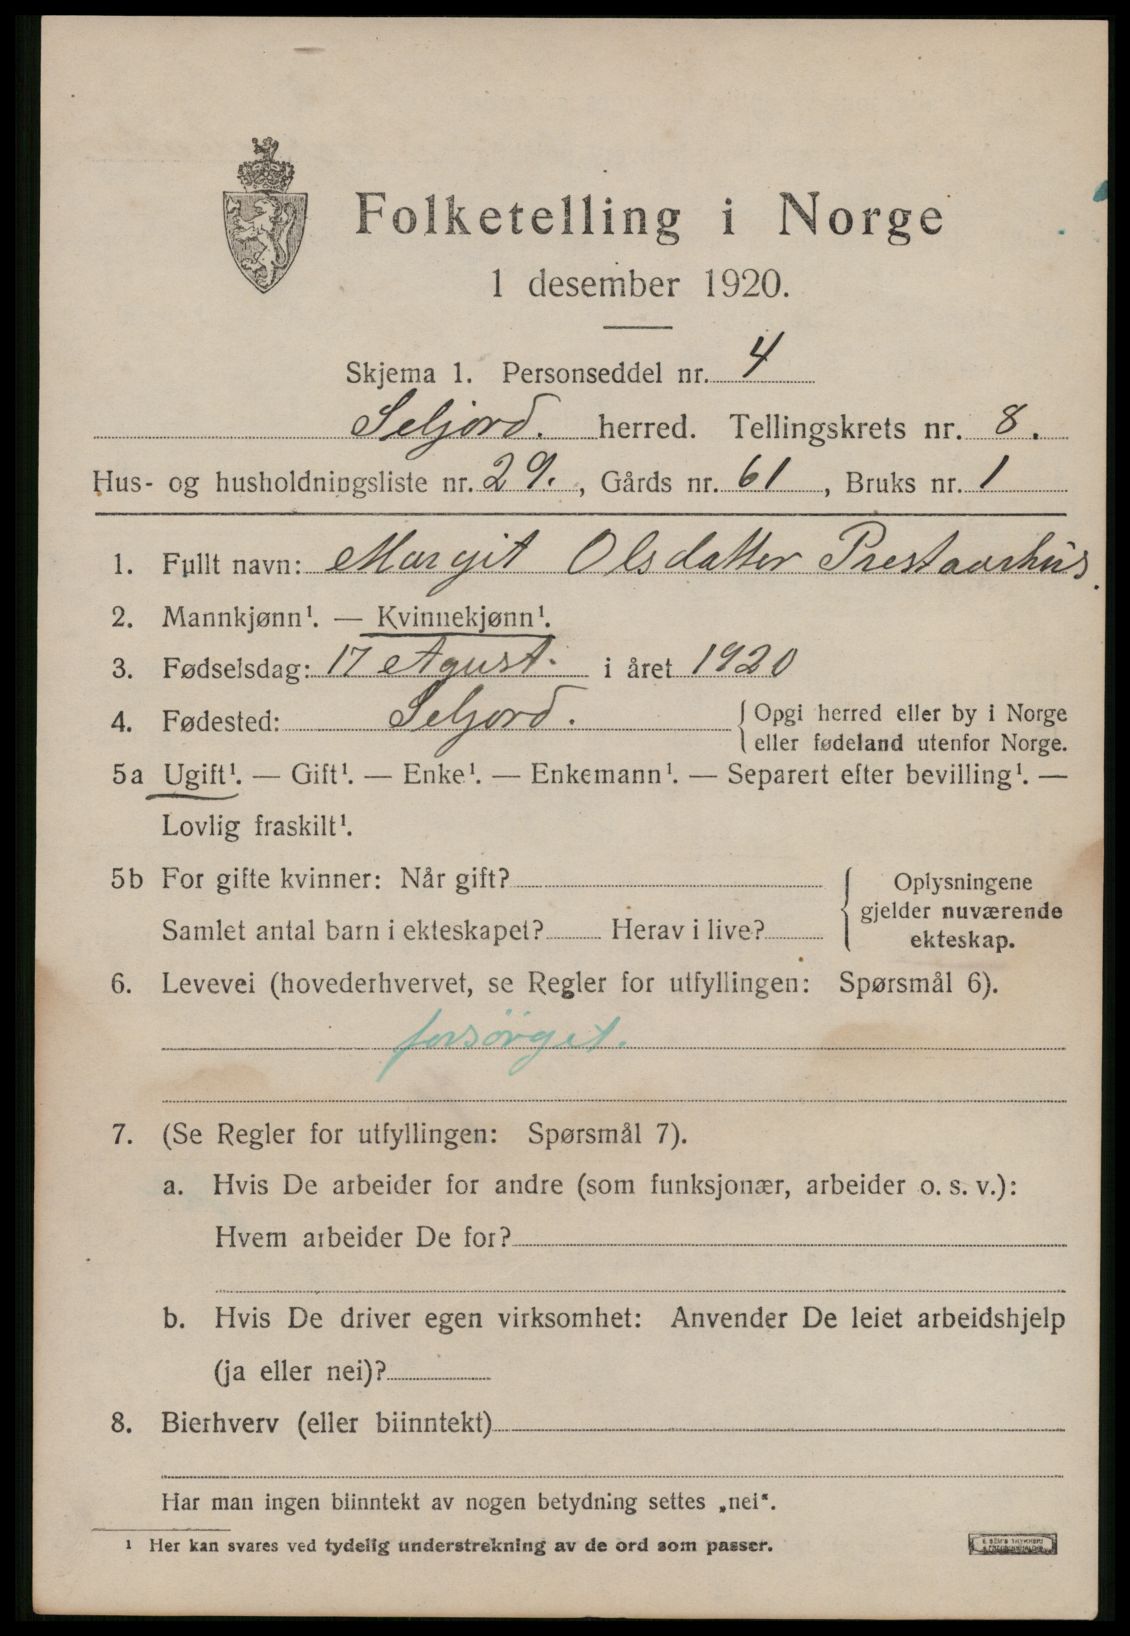 Folketelling i Norge
1 desember 1920.
Skjema 1. Personseddel nr. 4
Seljord. herred. Tellingskrets nr. 8.
Hus- og husholdningsliste nr. 29., Gårds nr. 61, Bruks nr. 1
1. Fullt navn: Margit Olsdatter Prestaarhus.
2. Mannkjønn¹. — Kvinnekjønn¹.
3. Fødselsdag: 17 Agust. i året 1920
4. Fødested: Seljord. { Opgi herred eller by i Norge
eller fødeland utenfor Norge.
5a Ugift¹. — Gift¹. — Enke¹. — Enkemann¹. — Separert efter bevilling¹. —
Lovlig fraskilt¹.
5b For gifte kvinner: Når gift?
Samlet antal barn i ekteskapet? Herav i live?
{ Oplysningene
gjelder nuværende
ekteskap.
6. Levevei (hovederhvervet, se Regler for utfyllingen: Spørsmål 6).
forsörget.
7. (Se Regler for utfyllingen: Spørsmål 7).
a. Hvis De arbeider for andre (som funksjonær, arbeider o. s. v.):
Hvem arbeider De for?
b. Hvis De driver egen virksomhet: Anvender De leiet arbeidshjelp
(ja eller nei)?
8. Bierhverv (eller biinntekt)
Har man ingen biinntekt av nogen betydning settes „nei“.
¹ Her kan svares ved tydelig understrekning av de ord som passer.